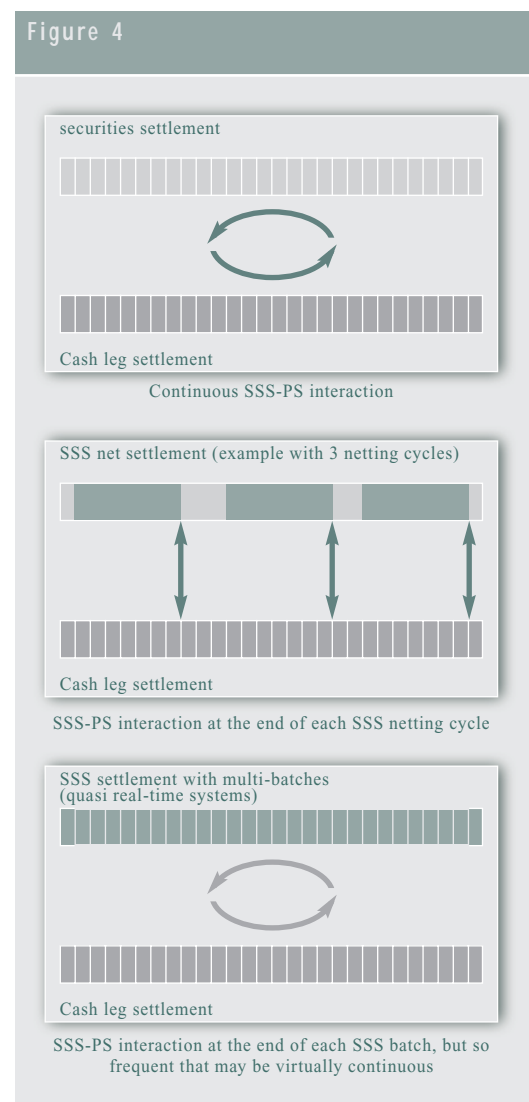 Figure 4
securities settlement
Cash leg settlement
Continuous SSS-PS interaction
SSS net settlement (example with 3 netting cycles)
Cash leg settlement
SSS-PS interaction at the end of each SSS netting cycle
SSS settlement with multi-batches
(quasi real-time systems)
Cash leg settlement
SSS-PS interaction at the end of each SSS batch, but so
frequent that may be virtually continuous